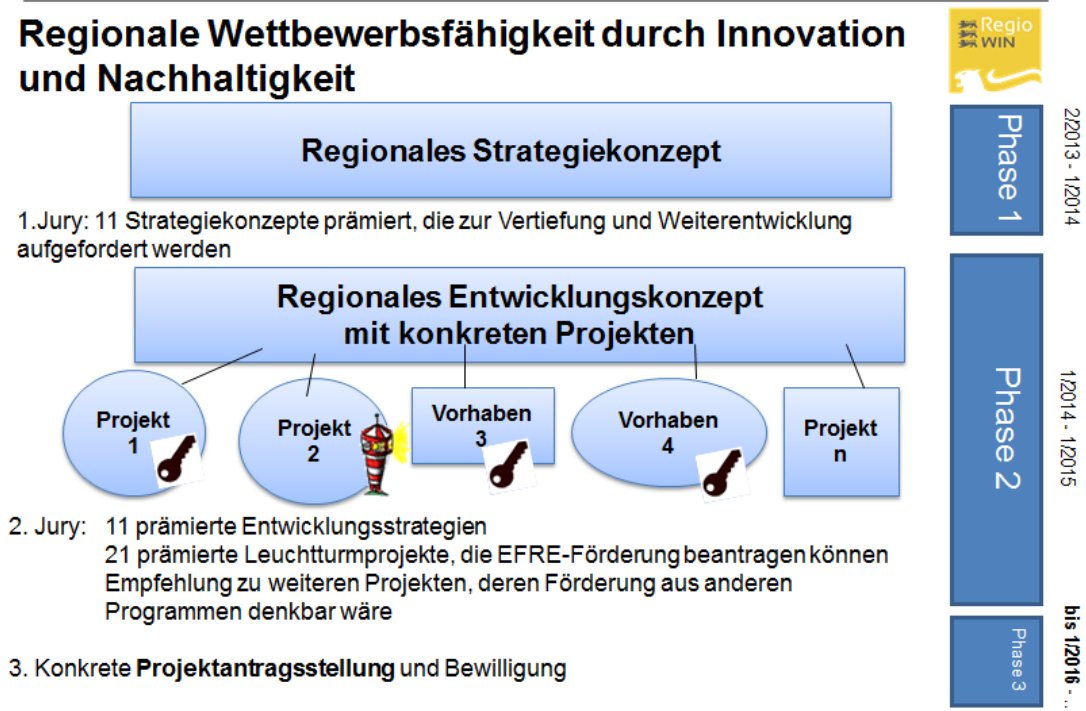 Regionale Wettbewerbsfähigkeit durch Innovation
und Nachhaltigkeit
Regio
WIN
Regionales Strategiekonzept
Phase 1
2/2013 - 1/2014
1.Jury: 11 Strategiekonzepte prämiert, die zur Vertiefung und Weiterentwicklung
aufgefordert werden
Regionales Entwicklungskonzept
mit konkreten Projekten
Projekt
1
Projekt
2
Vorhaben
3
Vorhaben
4
Projekt
n
Phase 2
1/2014 - 1/2015
2. Jury: 11 prämierte Entwicklungsstrategien
21 prämierte Leuchtturmprojekte, die EFRE-Förderung beantragen können
Empfehlung zu weiteren Projekten, deren Förderung aus anderen
Programmen denkbar wäre
3. Konkrete Projektantragsstellung und Bewilligung
Phase 3
bis 1/2016 - ..